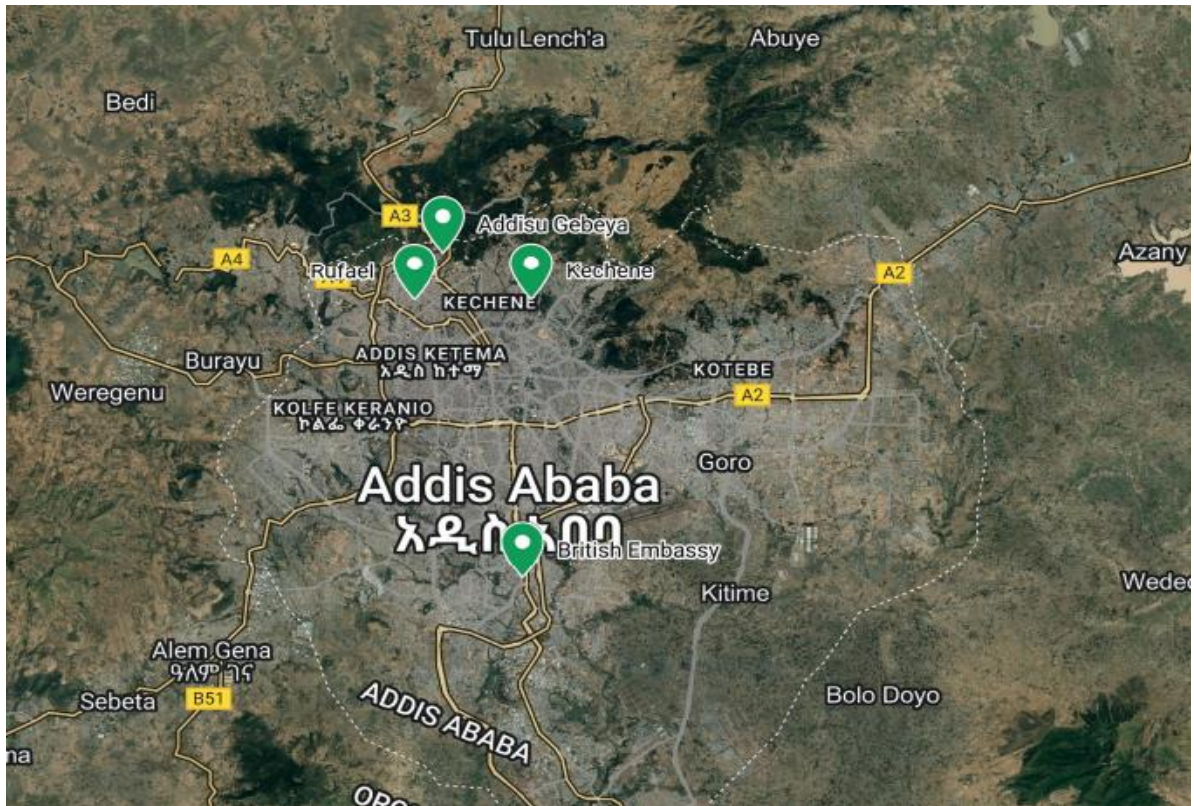 Tulu Lench'a
Abuye
Bedi
A3
Addisu Gebeya
A4
Rufael
Kechene
A2
Azany
KECHENE
Burayu
ADDIS KETEMA
አዲስ ከተማ
KOTEBE
Weregenu
A2
KOLFE KERANIO
ኮልፌ ቀራንዮ
Goro
Addis Ababa
አዲስ አበባ
British Embassy
Kitime
Alem Gena
ዓለም ገና
Sebeta
B51
Bolo Doyo
ADDIS ABABA